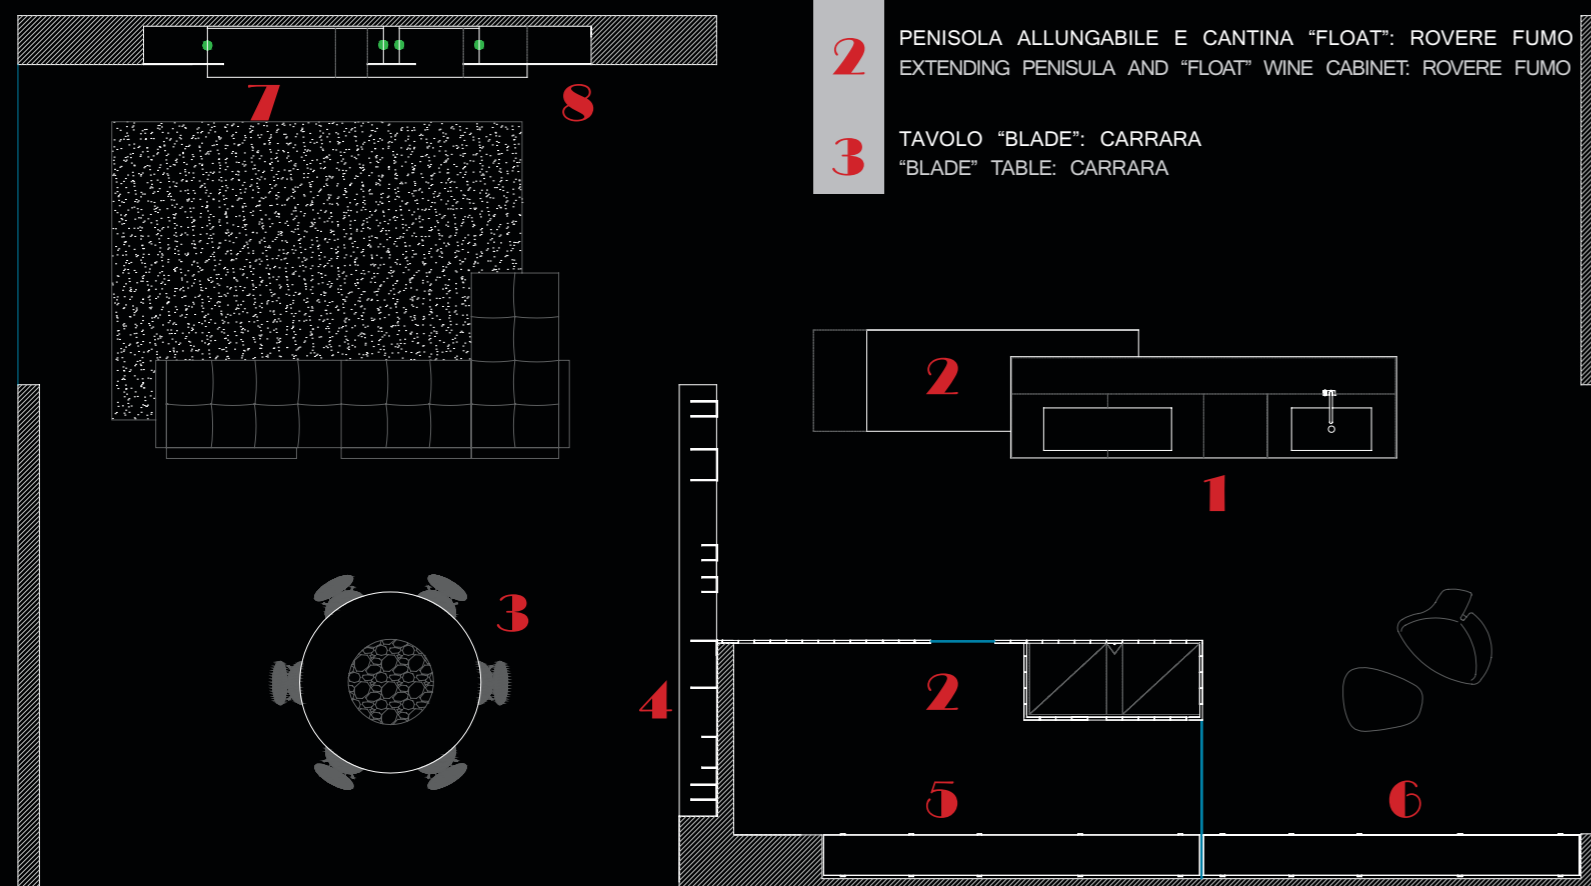 2
PENISOLA ALLUNGABILE E CANTINA “FLOAT”: ROVERE FUMO
EXTENDING PENISULA AND “FLOAT” WINE CABINET: ROVERE FUMO
3
TAVOLO “BLADE”: CARRARA
“BLADE” TABLE: CARRARA
7
8
2
1
3
4
2
5
6